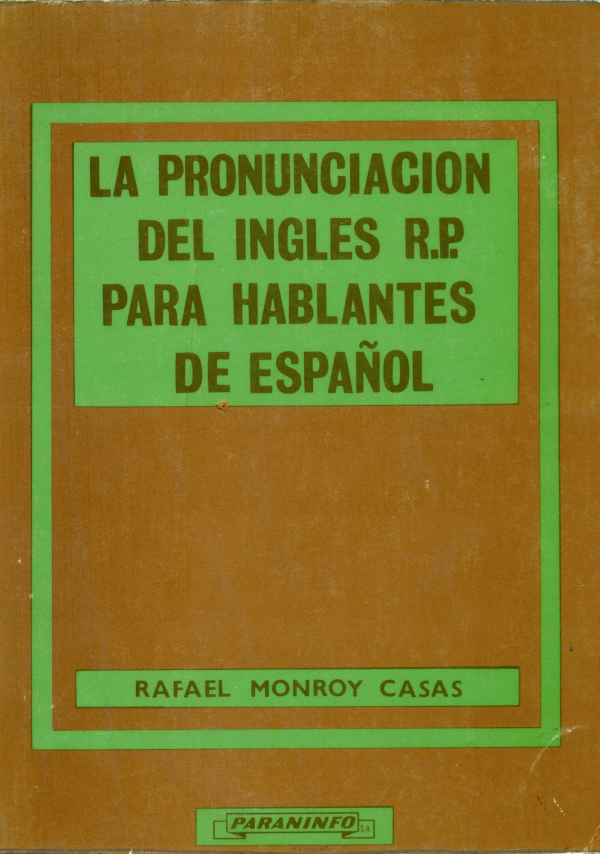 LA PRONUNCIACION
DEL INGLES R.P.
PARA HABLANTES
DE ESPAÑOL
RAFAEL MONROY CASAS
PARANINFO S.A.